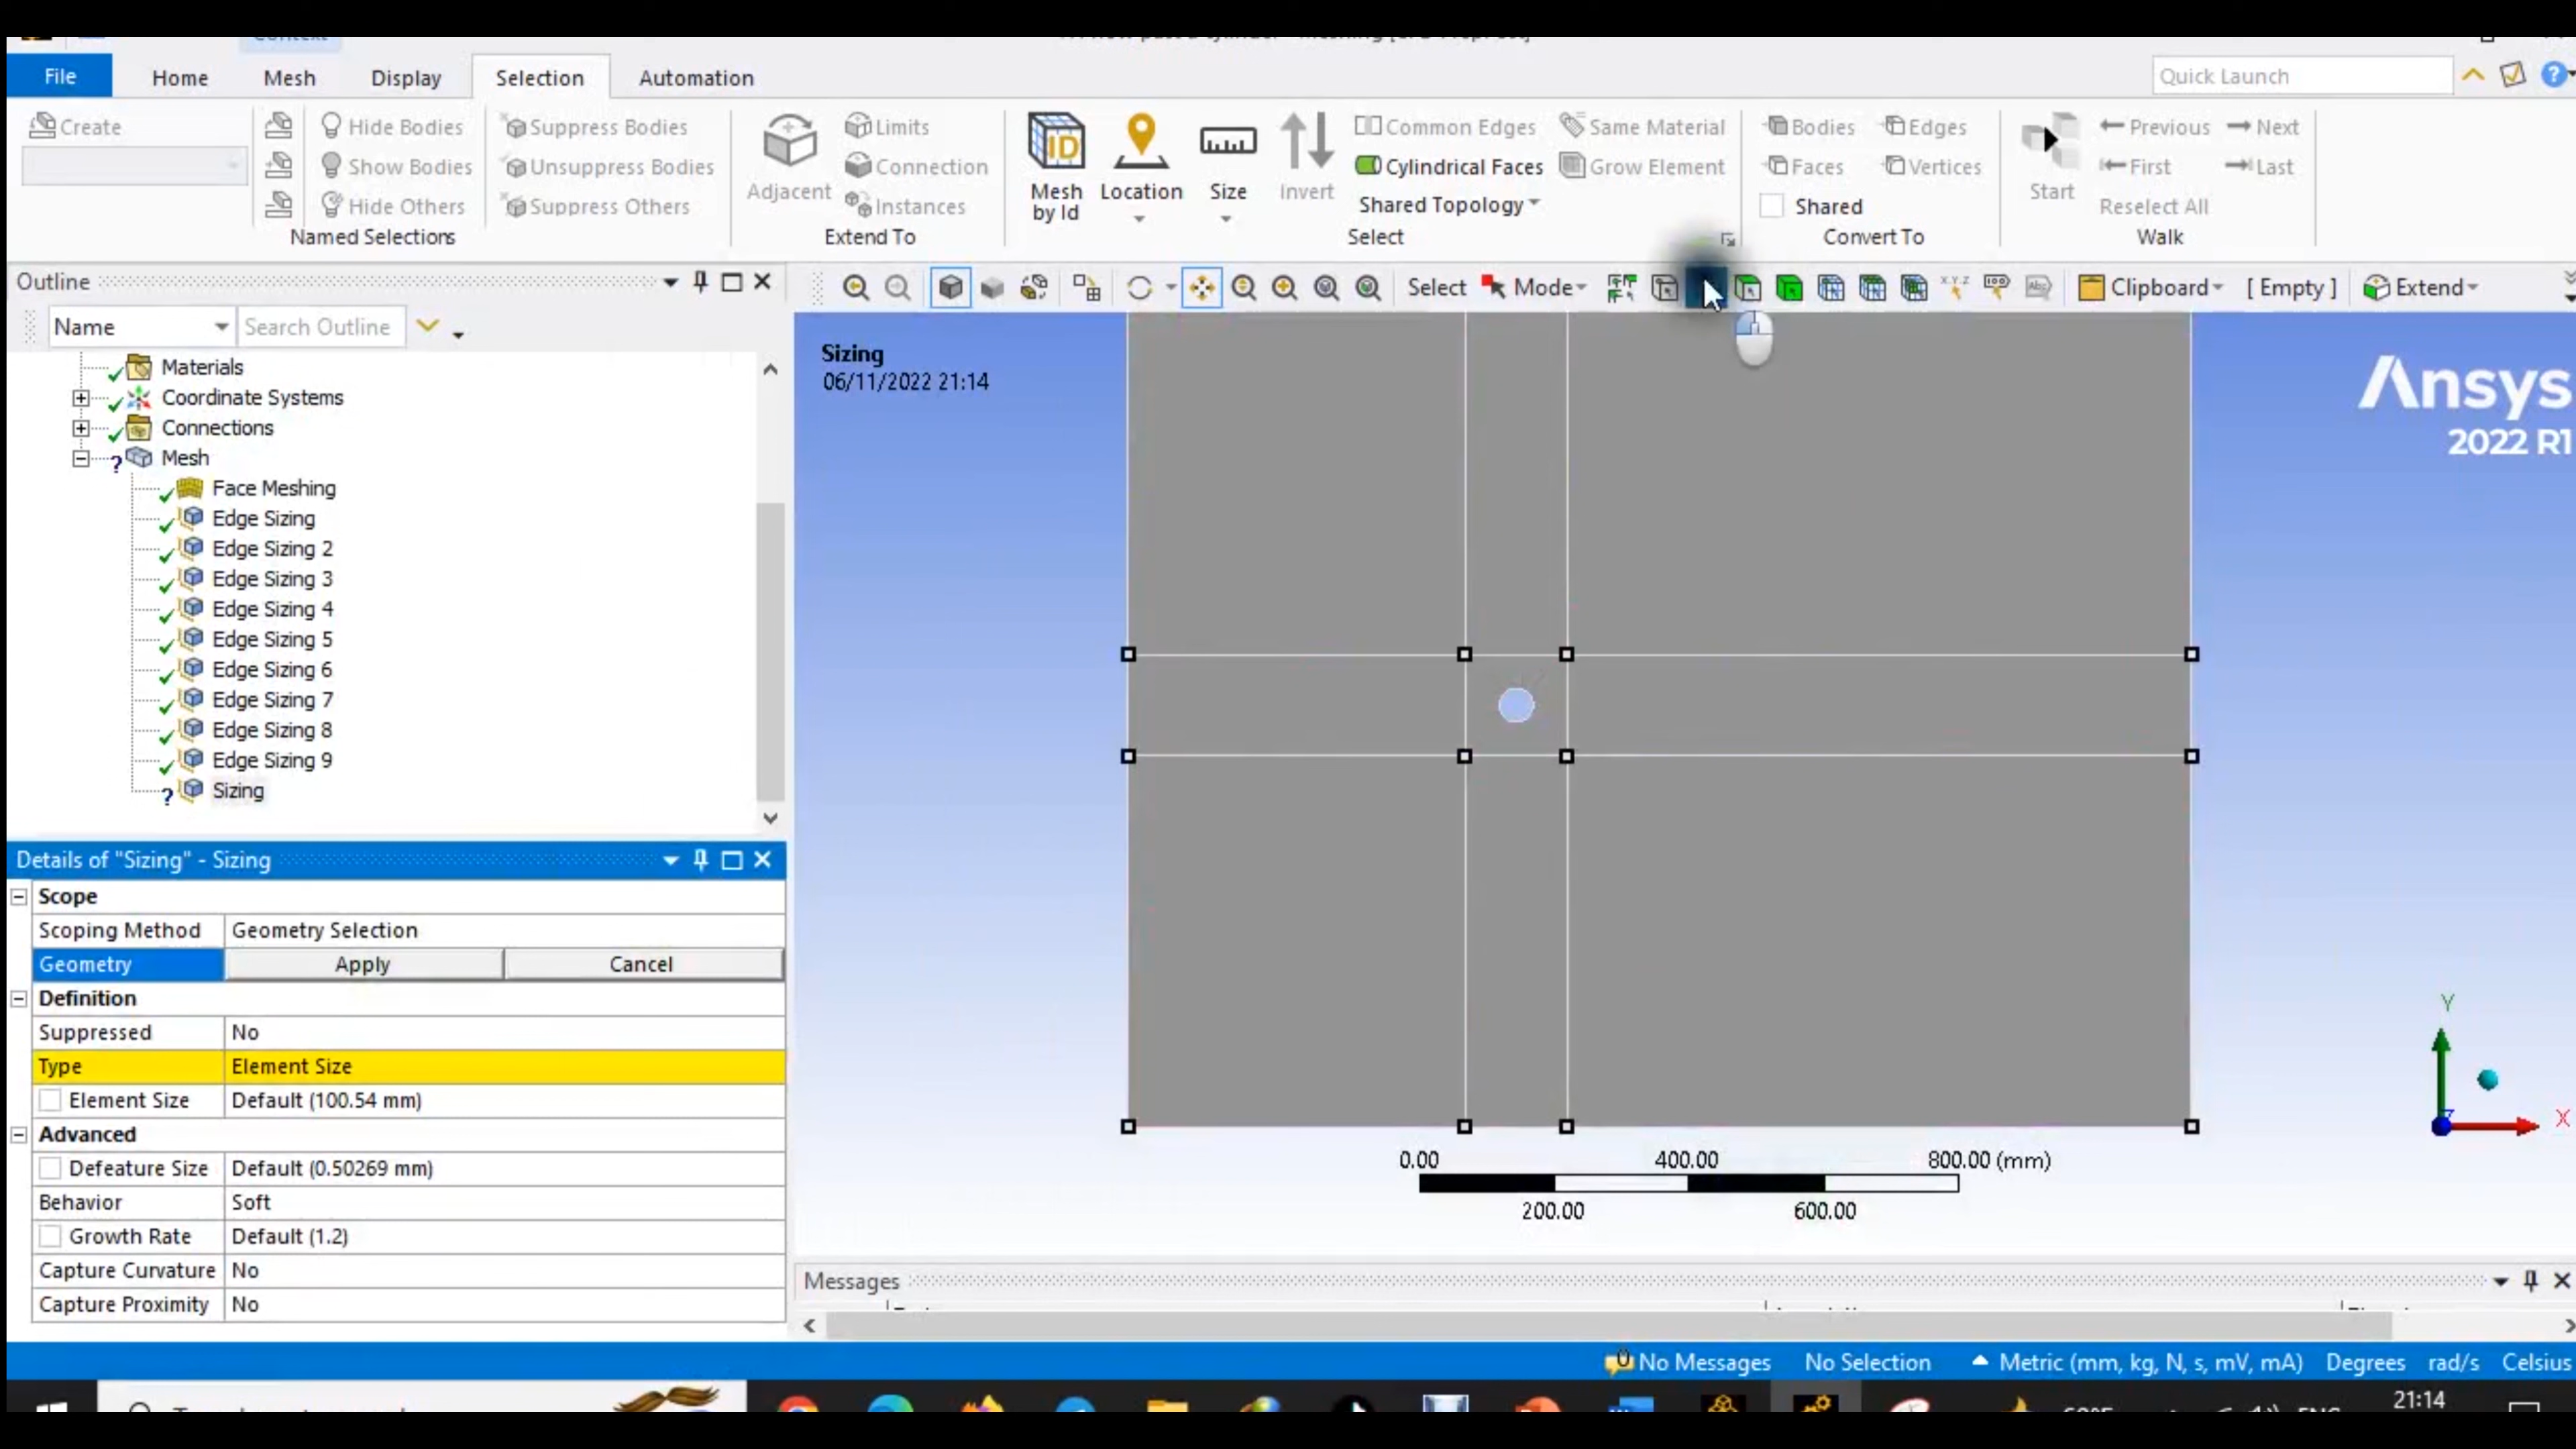 Context
File Home Mesh Display Selection Automation Quick Launch
Create
Hide Bodies
Show Bodies
Hide Others
Named Selections
Suppress Bodies
Unsuppress Bodies
Suppress Others
Adjacent
Limits
Connection
Instances
Extend To
Mesh by Id
Location
Size
Invert
Common Edges
Same Material
Cylindrical Faces
Grow Element
Shared Topology
Select
Bodies
Edges
Faces
Vertices
Shared
Convert To
Start
Previous
Next
First
Last
Reselect All
Walk
Outline
Name
Search Outline
Select Mode
Clipboard [ Empty ] Extend
Materials
Coordinate Systems
Connections
Mesh
Face Meshing
Edge Sizing
Edge Sizing 2
Edge Sizing 3
Edge Sizing 4
Edge Sizing 5
Edge Sizing 6
Edge Sizing 7
Edge Sizing 8
Edge Sizing 9
Sizing
Sizing
06/11/2022 21:14
Ansys
2022 R1
Y
X
0.00 400.00 800.00 (mm)
200.00 600.00
Details of "Sizing" - Sizing
Scope
Scoping Method Geometry Selection
Geometry Apply Cancel
Definition
Suppressed No
Type Element Size
Element Size Default (100.54 mm)
Advanced
Defeature Size Default (0.50269 mm)
Behavior Soft
Growth Rate Default (1.2)
Capture Curvature No
Capture Proximity No
Messages
No Messages No Selection Metric (mm, kg, N, s, mV, mA) Degrees rad/s Celsius
21:14